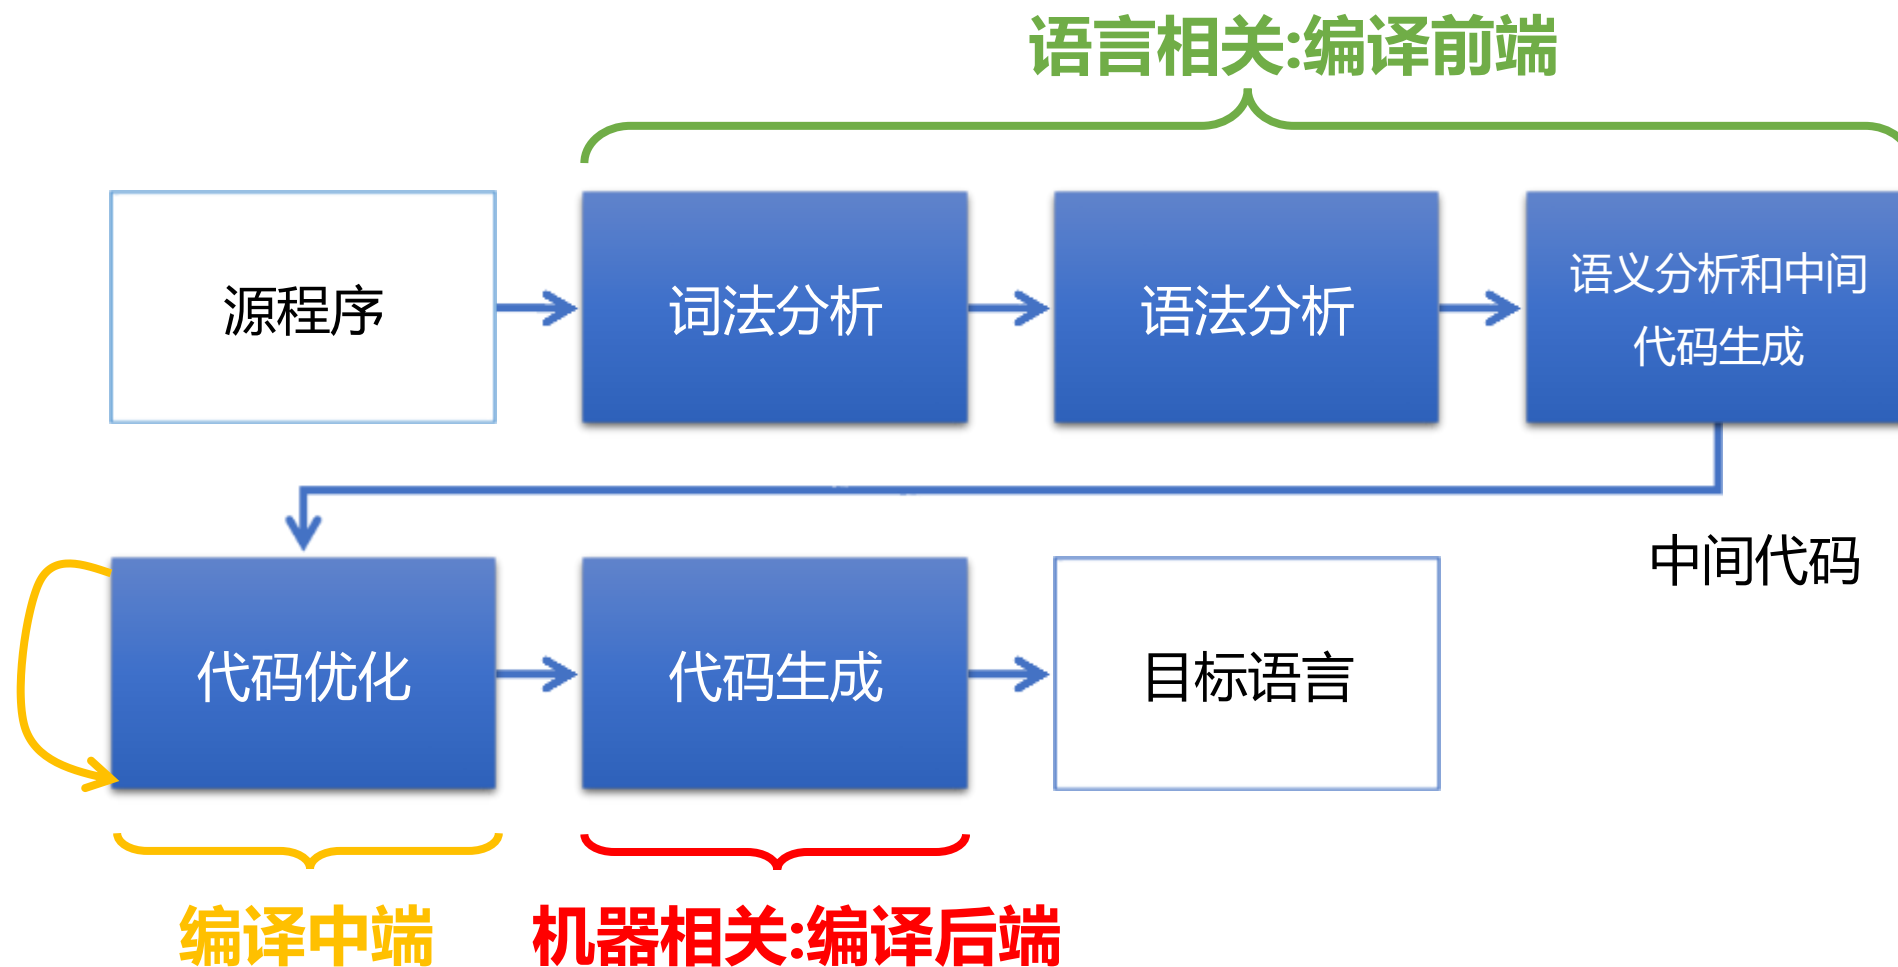 语言相关:编译前端
源程序
词法分析
语法分析
语义分析和中间
代码生成
中间代码
代码优化
代码生成
目标语言
编译中端
机器相关:编译后端